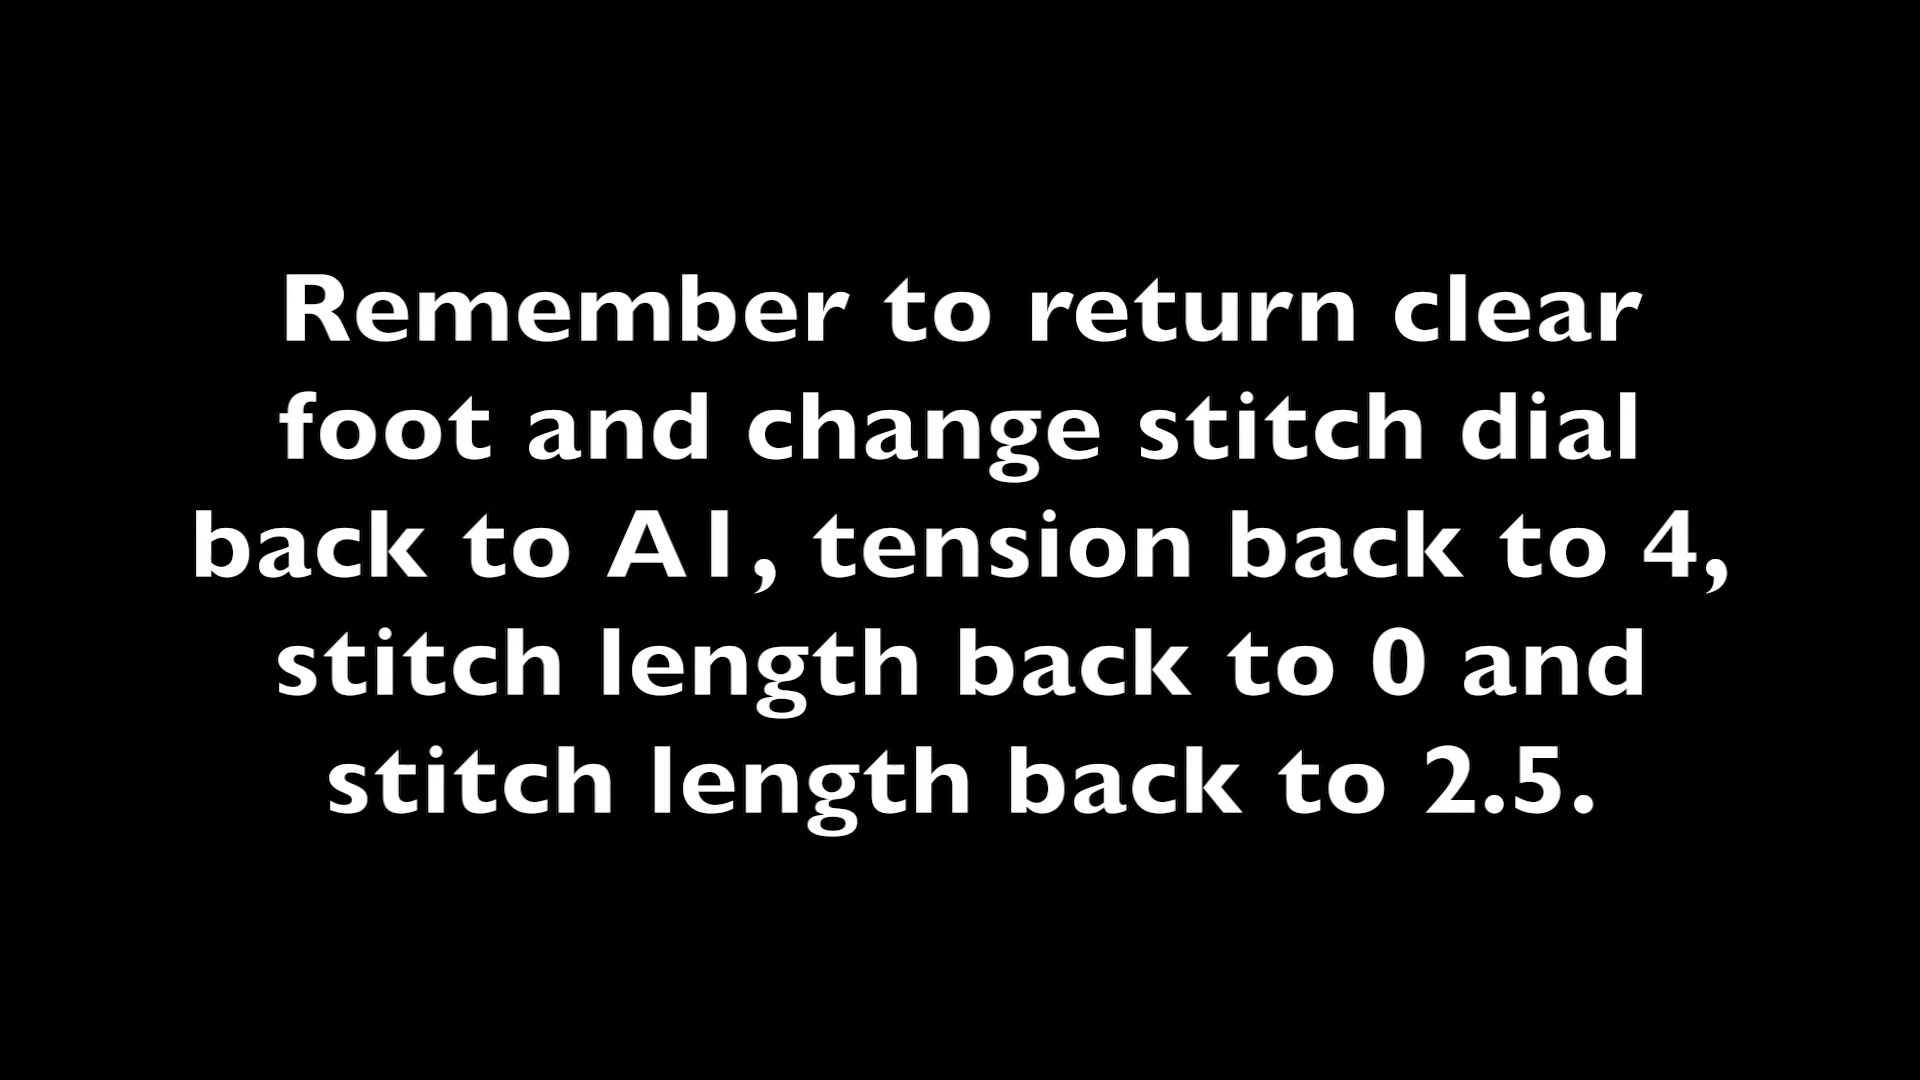 Remember to return clear
foot and change stitch dial
back to A1, tension back to 4,
stitch length back to 0 and
stitch length back to 2.5.